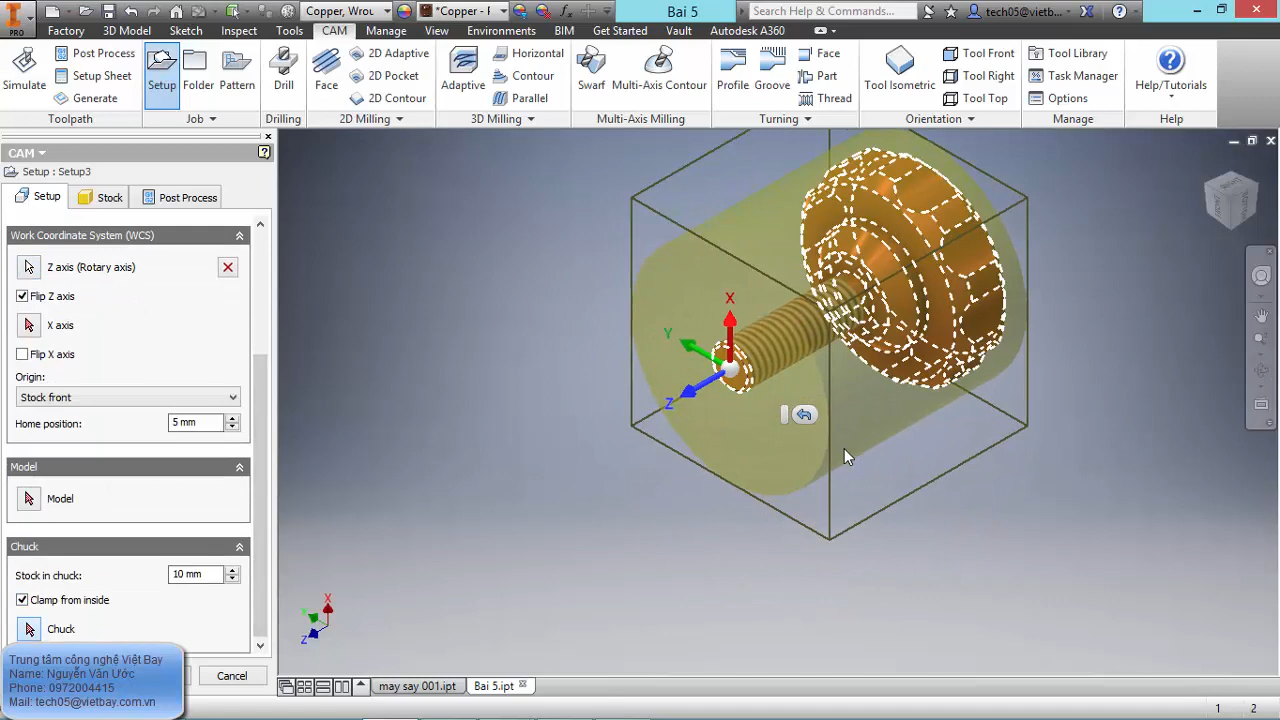 PRO
Copper, Wrou
*Copper - F
Bai 5
Search Help & Commands...
tech05@vietb...
Factory 3D Model Sketch Inspect Tools CAM Manage View Environments BIM Get Started Vault Autodesk A360
Simulate
Post Process
Setup Sheet
Generate
Toolpath
Setup
Folder
Pattern
Job
Drill
Drilling
Face
2D Adaptive
2D Pocket
2D Contour
2D Milling
Adaptive
Horizontal
Contour
Parallel
3D Milling
Swarf
Multi-Axis Contour
Multi-Axis Milling
Profile
Groove
Face
Part
Thread
Turning
Tool Isometric
Tool Front
Tool Right
Tool Top
Orientation
Tool Library
Task Manager
Options
Manage
Help/Tutorials
Help
CAM
Setup : Setup3
Setup Stock Post Process
Work Coordinate System (WCS)
Z axis (Rotary axis)
Flip Z axis
X axis
Flip X axis
Origin:
Stock front
Home position: 5 mm
Model
Model
Chuck
Stock in chuck: 10 mm
Clamp from inside
Chuck
Cancel
Trung tâm công nghệ Việt Bay
Name: Nguyễn Văn Ước
Phone: 0972004415
Mail: tech05@vietbay.com.vn
X
Y
Z
X
Y
Z
may say 001.ipt
Bai 5.ipt
1 2